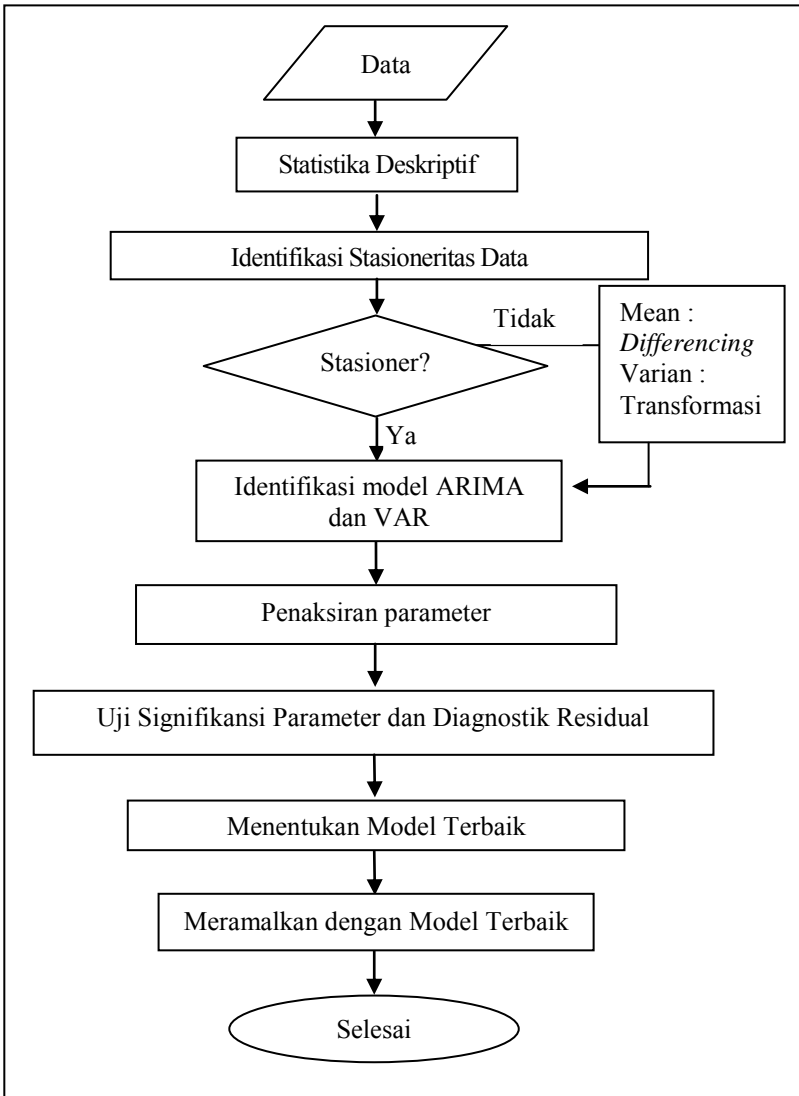 Data
Statistika Deskriptif
Identifikasi Stasioneritas Data
Stasioner?
Tidak
Mean :
Differencing
Varian :
Transformasi
Ya
Identifikasi model ARIMA
dan VAR
Penaksiran parameter
Uji Signifikansi Parameter dan Diagnostik Residual
Menentukan Model Terbaik
Meramalkan dengan Model Terbaik
Selesai